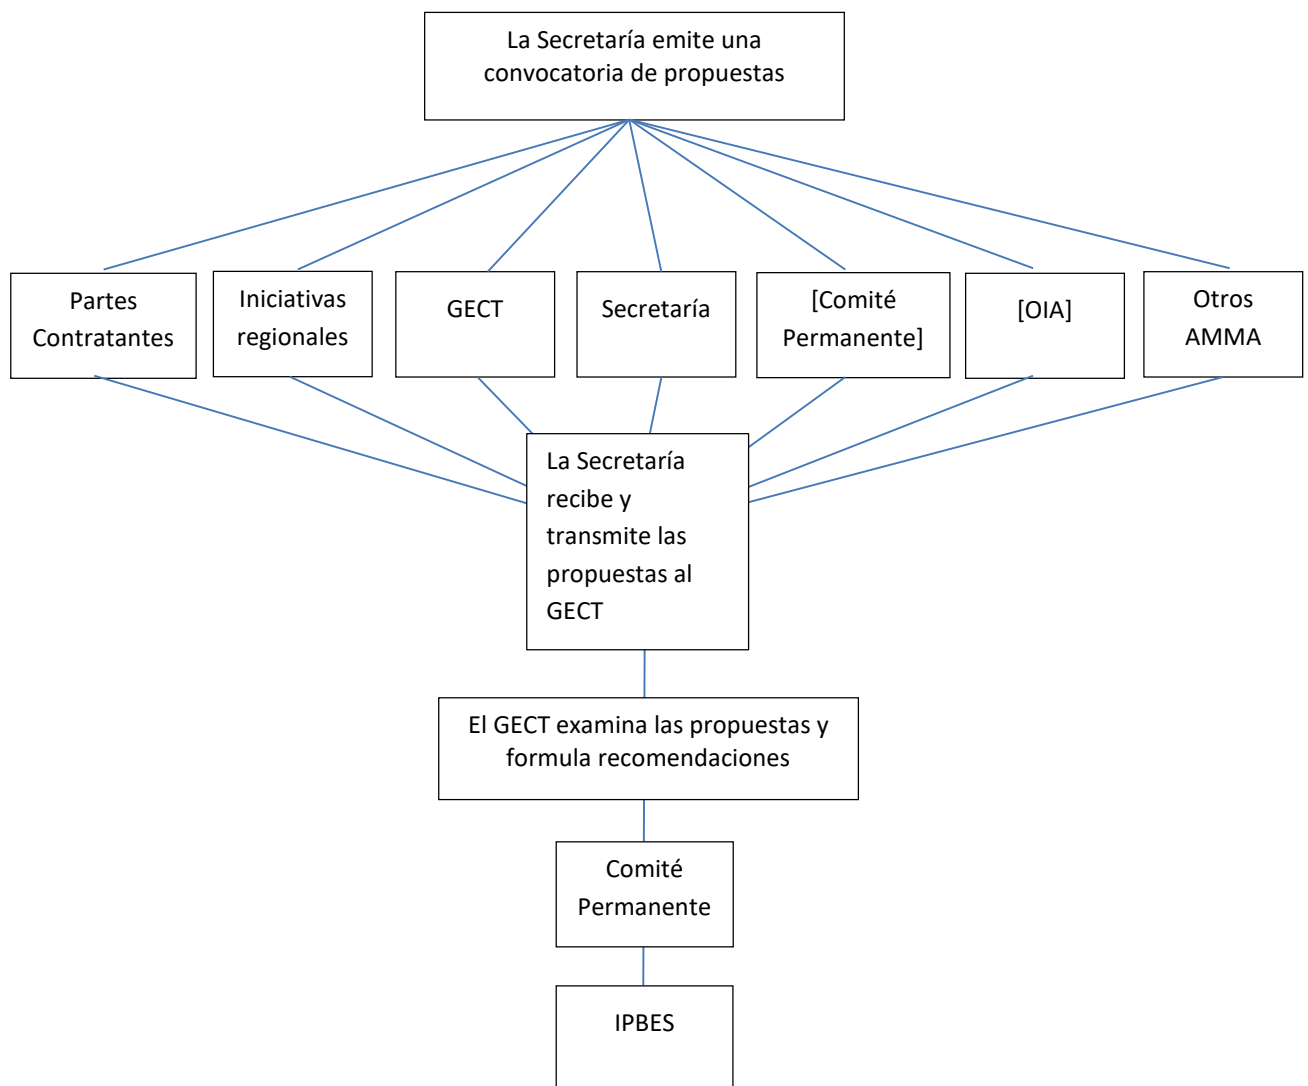 La Secretaría emite una
convocatoria de propuestas
Partes
Contratantes
Iniciativas
regionales
GECT
Secretaría
[Comité
Permanente]
[OIA]
Otros
AMMA
La Secretaría
recibe y
transmite las
propuestas al
GECT
El GECT examina las propuestas y
formula recomendaciones
Comité
Permanente
IPBES